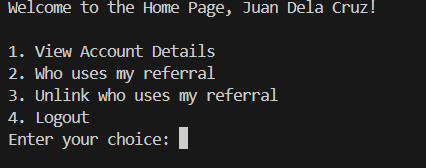 Welcome to the Home Page, Juan Dela Cruz!
1. View Account Details
2. Who uses my referral
3. Unlink who uses my referral
4. Logout
Enter your choice: